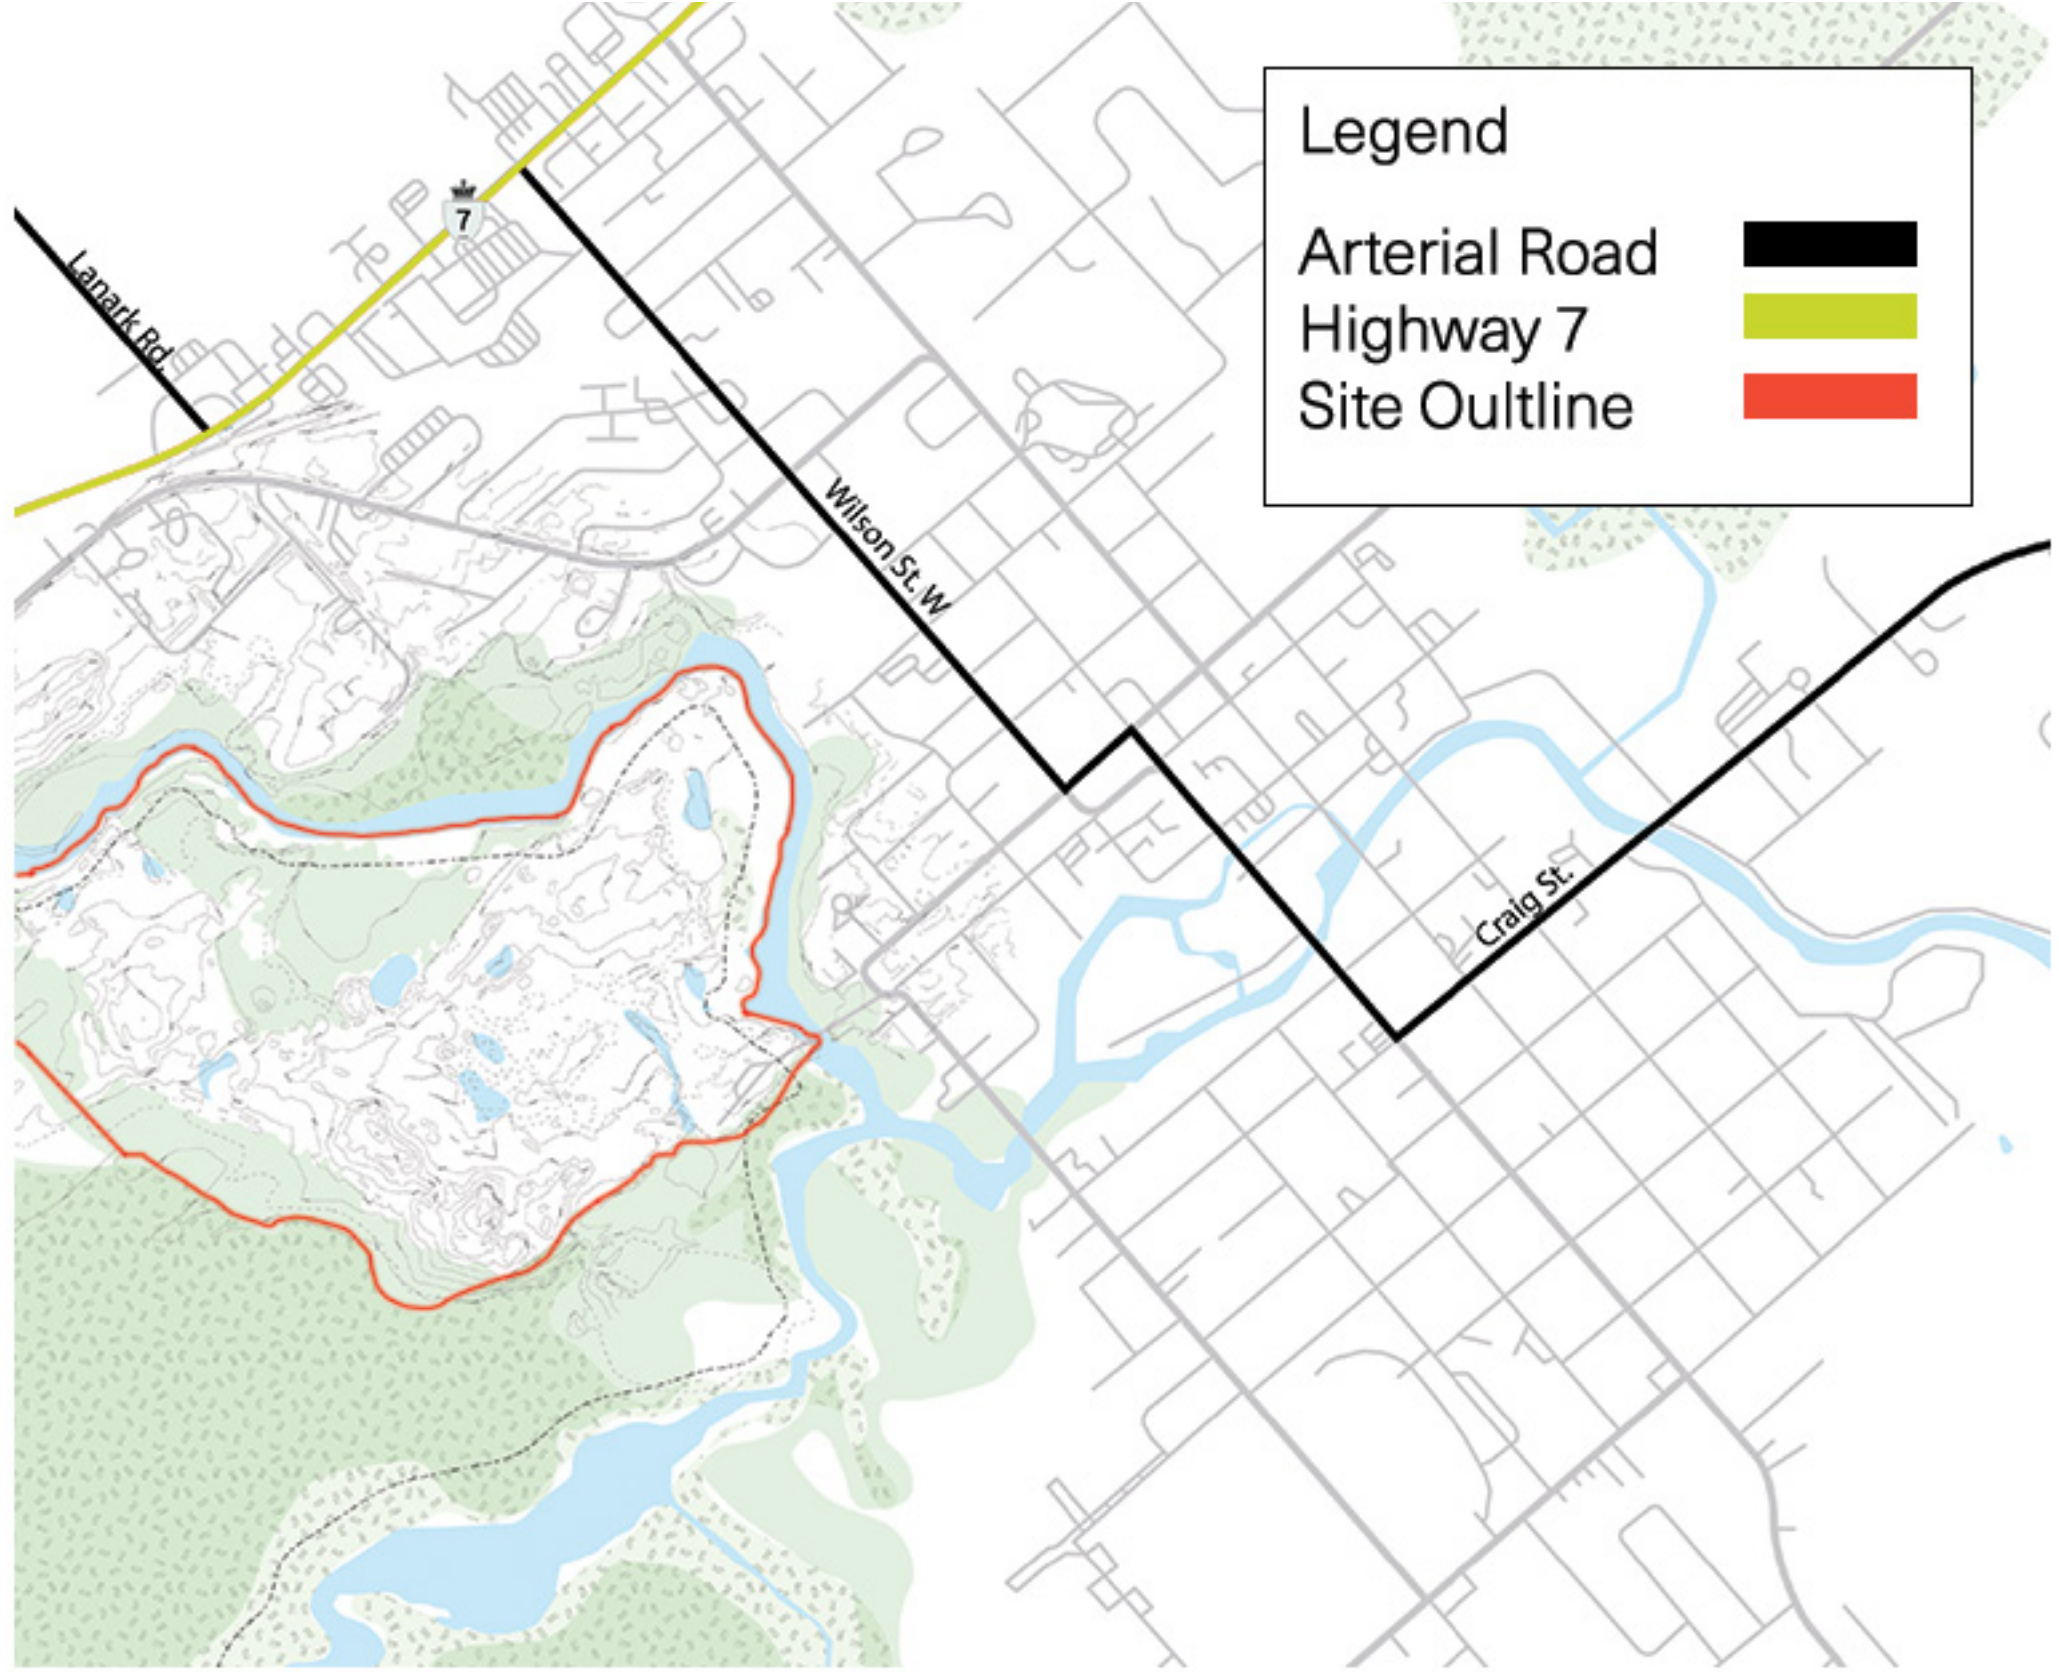 Legend
Arterial Road
Highway 7
Site Oultline
7
Lanark Rd.
Wilson St. W
Craig St.